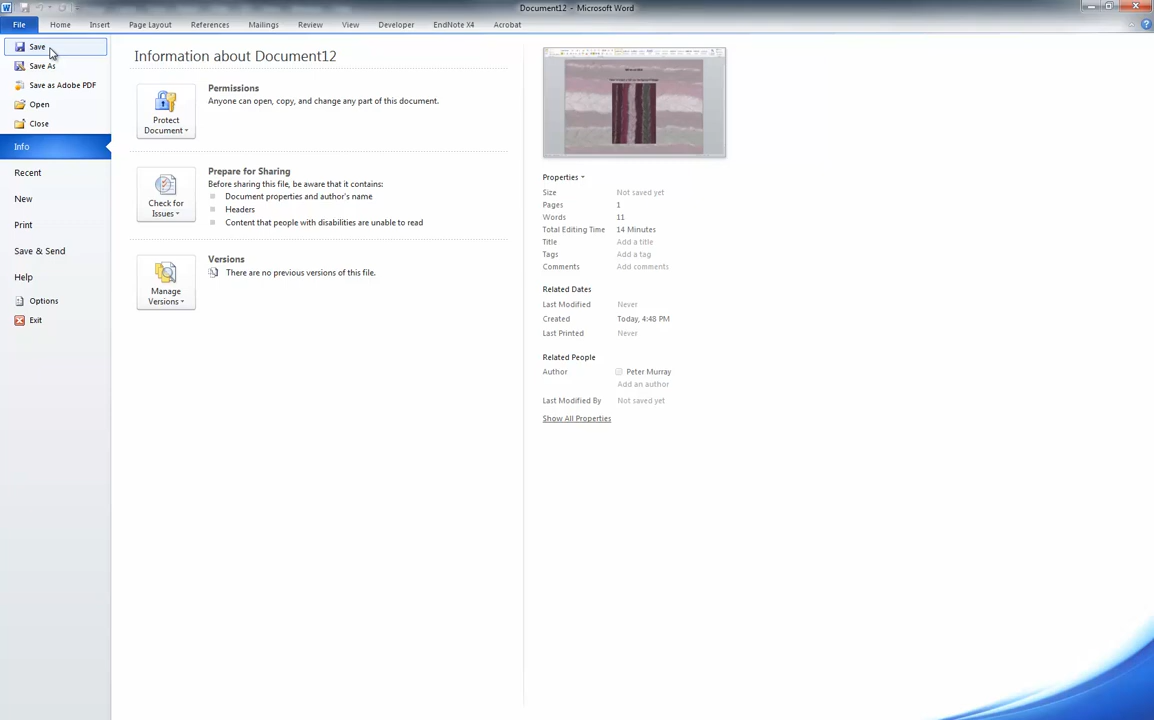 Document12 - Microsoft Word
File Home Insert Page Layout References Mailings Review View Developer EndNote X4 Acrobat
Save
Save As
Save as Adobe PDF
Open
Close
Info
Recent
New
Print
Save & Send
Help
Options
Exit
Information about Document12
Protect Document
Permissions
Anyone can open, copy, and change any part of this document.
Check for Issues
Prepare for Sharing
Before sharing this file, be aware that it contains:
Document properties and author's name
Headers
Content that people with disabilities are unable to read
Manage Versions
Versions
There are no previous versions of this file.
Properties
Size Not saved yet
Pages 1
Words 11
Total Editing Time 14 Minutes
Title Add a title
Tags Add a tag
Comments Add comments
Related Dates
Last Modified Never
Created Today, 4:48 PM
Last Printed Never
Related People
Author Peter Murray
Add an author
Last Modified By Not saved yet
Show All Properties